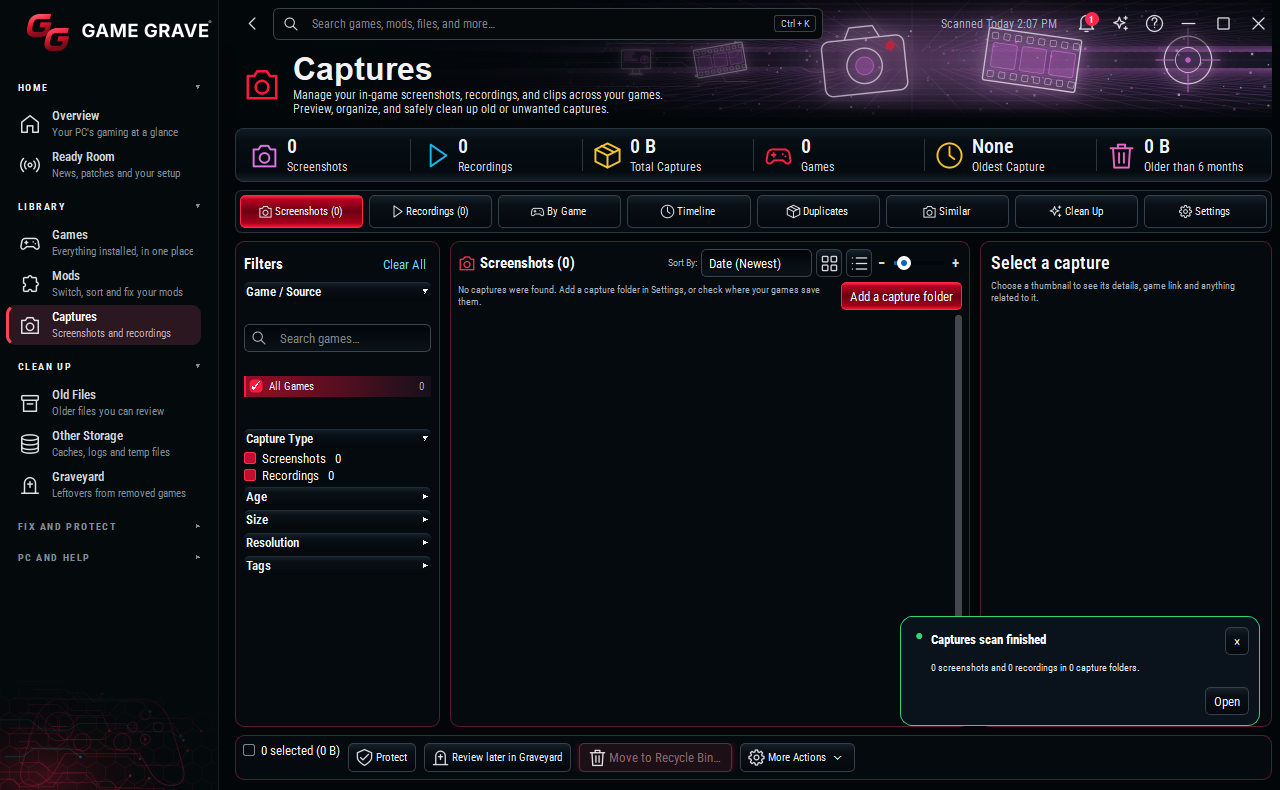 GAME GRAVE
Search games, mods, files, and more...
Ctrl + K
Scanned Today 2:07 PM
1
Captures
Manage your in-game screenshots, recordings, and clips across your games.
Preview, organize, and safely clean up old or unwanted captures.
HOME
Overview
Your PC's gaming at a glance
Ready Room
News, patches and your setup
LIBRARY
Games
Everything installed, in one place
Mods
Switch, sort and fix your mods
Captures
Screenshots and recordings
CLEAN UP
Old Files
Older files you can review
Other Storage
Caches, logs and temp files
Graveyard
Leftovers from removed games
FIX AND PROTECT
PC AND HELP
0
Screenshots
0
Recordings
0 B
Total Captures
0
Games
None
Oldest Capture
0 B
Older than 6 months
Screenshots (0)
Recordings (0)
By Game
Timeline
Duplicates
Similar
Clean Up
Settings
Filters
Clear All
Game / Source
Search games...
All Games
0
Capture Type
Screenshots 0
Recordings 0
Age
Size
Resolution
Tags
Screenshots (0)
Sort By:
Date (Newest)
-
+
No captures were found. Add a capture folder in Settings, or check where your games save
them.
Add a capture folder
Select a capture
Choose a thumbnail to see its details, game link and anything
related to it.
Captures scan finished
x
0 screenshots and 0 recordings in 0 capture folders.
Open
0 selected (0 B)
Protect
Review later in Graveyard
Move to Recycle Bin...
More Actions